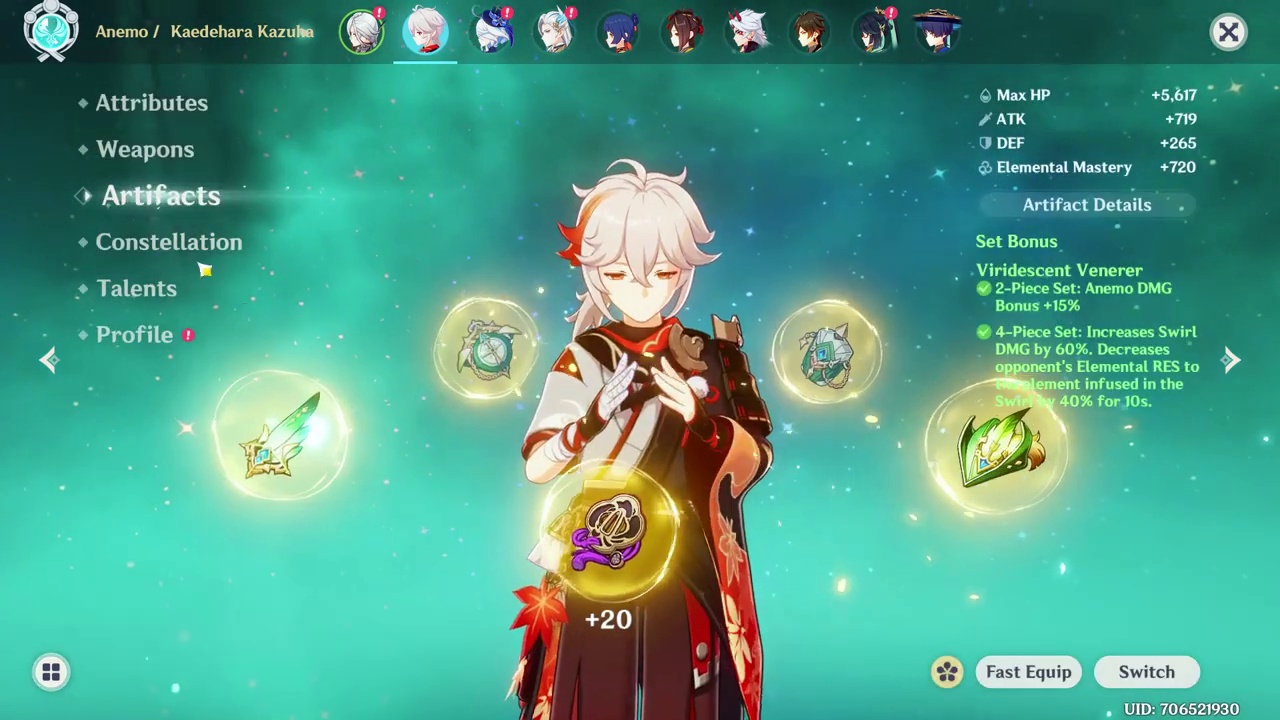 Anemo / Kaedehara Kazuha
Attributes
Weapons
Artifacts
Constellation
Talents
Profile
Max HP +5,617
ATK +719
DEF +265
Elemental Mastery +720
Artifact Details
Set Bonus
Viridescent Venerer
2-Piece Set: Anemo DMG
Bonus +15%
4-Piece Set: Increases Swirl
DMG by 60%. Decreases
opponent's Elemental RES to
element infused in the
Swirl by 40% for 10s.
+20
Fast Equip
Switch
UID: 706521930